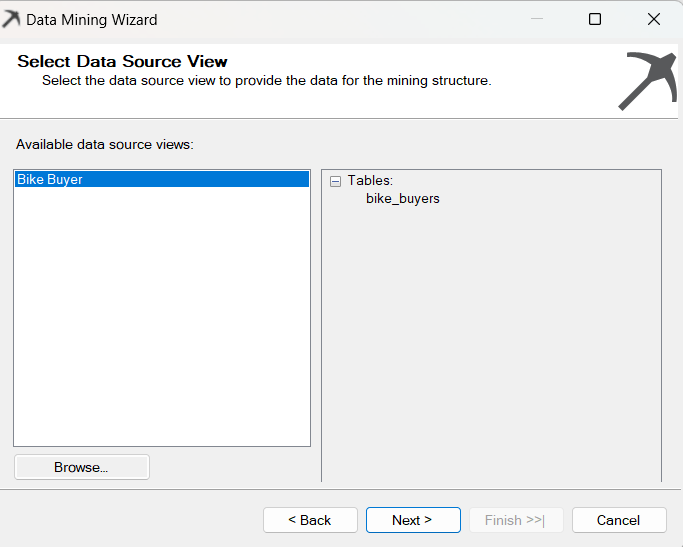 Data Mining Wizard
Select Data Source View
Select the data source view to provide the data for the mining structure.
Available data source views:
Bike Buyer
Tables:
bike_buyers
Browse...
< Back
Next >
Finish >>|
Cancel